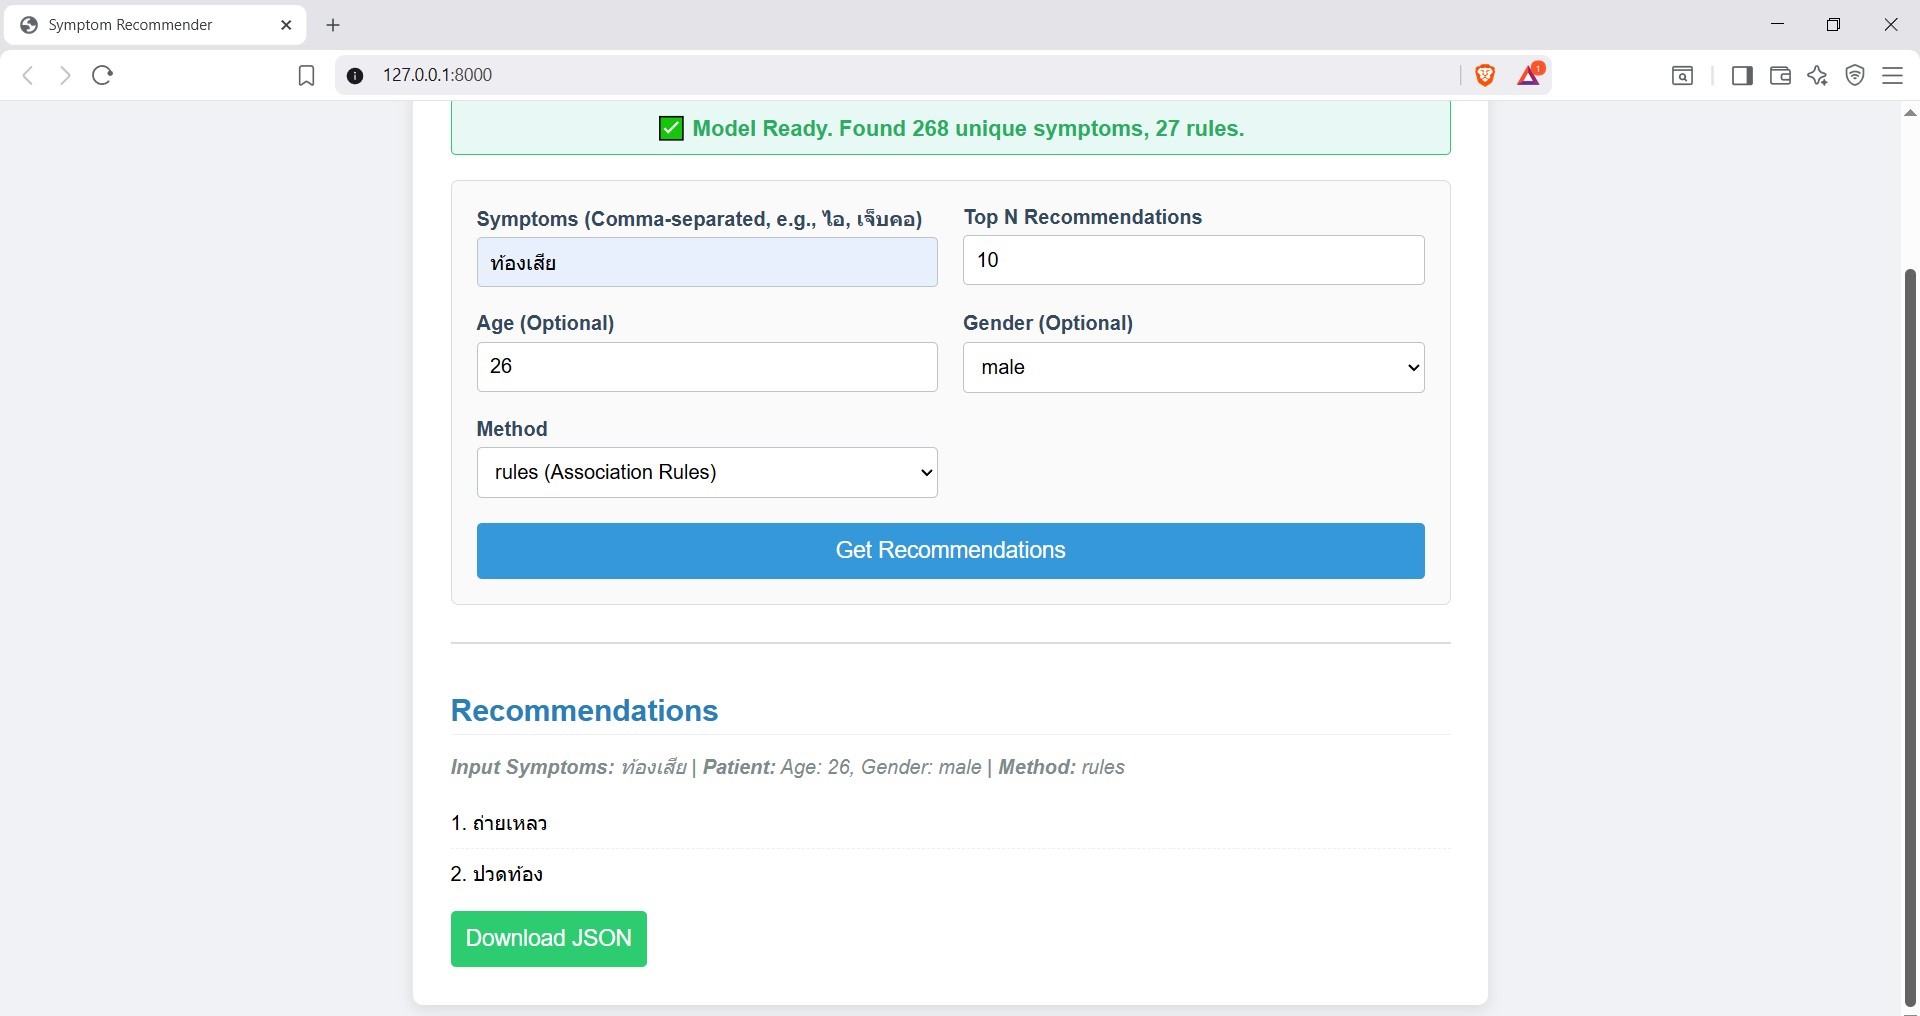 Symptom Recommender
127.0.0.1:8000
1
✅ Model Ready. Found 268 unique symptoms, 27 rules.
Symptoms (Comma-separated, e.g., ไอ, เจ็บคอ)
Top N Recommendations
ท้องเสีย
10
Age (Optional)
Gender (Optional)
26
male
Method
rules (Association Rules)
Get Recommendations
Recommendations
Input Symptoms: ท้องเสีย | Patient: Age: 26, Gender: male | Method: rules
1. ถ่ายเหลว
2. ปวดท้อง
Download JSON